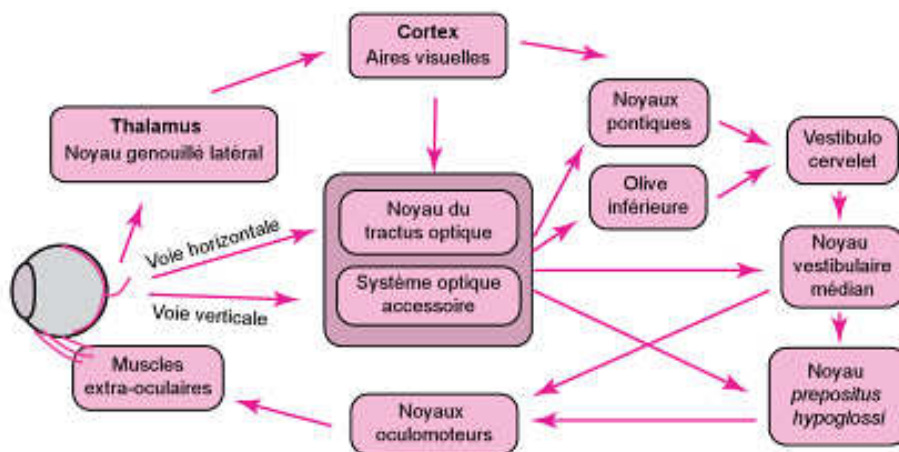 Cortex
Aires visuelles
Thalamus
Noyau genouillé latéral
Noyaux
pontiques
Vestibulo
cervelet
Olive
inférieure
Noyau du
tractus optique
Système optique
accessoire
Voie horizontale
Voie verticale
Noyau
vestibulaire
médian
Muscles
extra-oculaires
Noyaux
oculomoteurs
Noyau
prepositus
hypoglossi